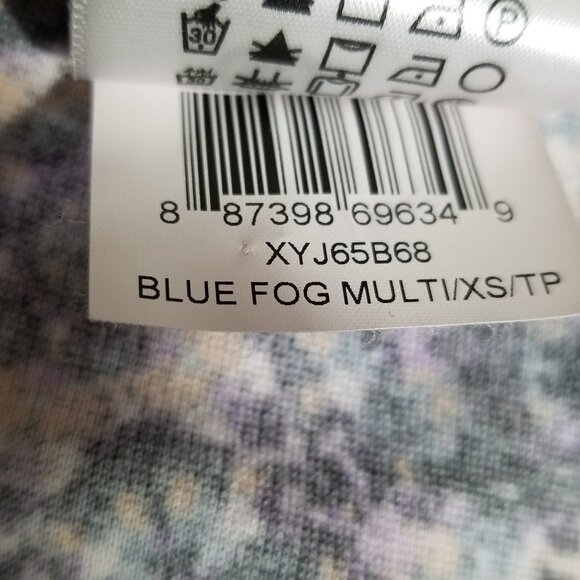 30
P
8 87398 69634 9
XYJ65B68
BLUE FOG MULTI/XS/TP